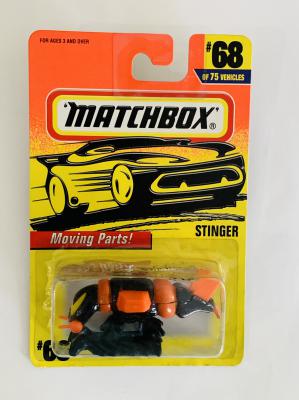 FOR AGES 3 AND OVER
#68
OF 75 VEHICLES
MATCHBOX®
STINGER
Moving Parts!